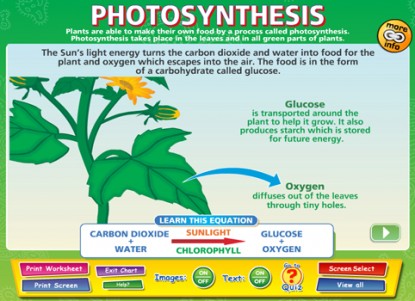 PHOTOSYNTHESIS
Plants are able to make their own food by a process called photosynthesis.
Photosynthesis takes place in the leaves and in all green parts of plants.
more
GO
info
The Sun's light energy turns the carbon dioxide and water into food for the
plant and oxygen which escapes into the air. The food is in the form
of a carbohydrate called glucose.
Glucose
is transported around the
plant to help it grow. It also
produces starch which is stored
for future energy.
Oxygen
diffuses out of the leaves
through tiny holes.
LEARN THIS EQUATION
CARBON DIOXIDE
+
WATER
SUNLIGHT
CHLOROPHYLL
GLUCOSE
+
OXYGEN
Print Worksheet
Exit Chart
Print Screen
Help?
Images:
ON
OFF
Text:
ON
OFF
Go To
?
Quiz
Screen Select
View all